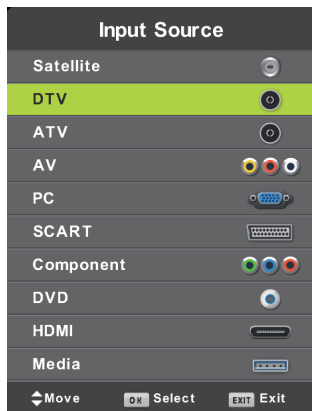 Input Source
Satellite
DTV
ATV
AV
PC
SCART
Component
DVD
HDMI
Media
Move OK Select EXIT Exit